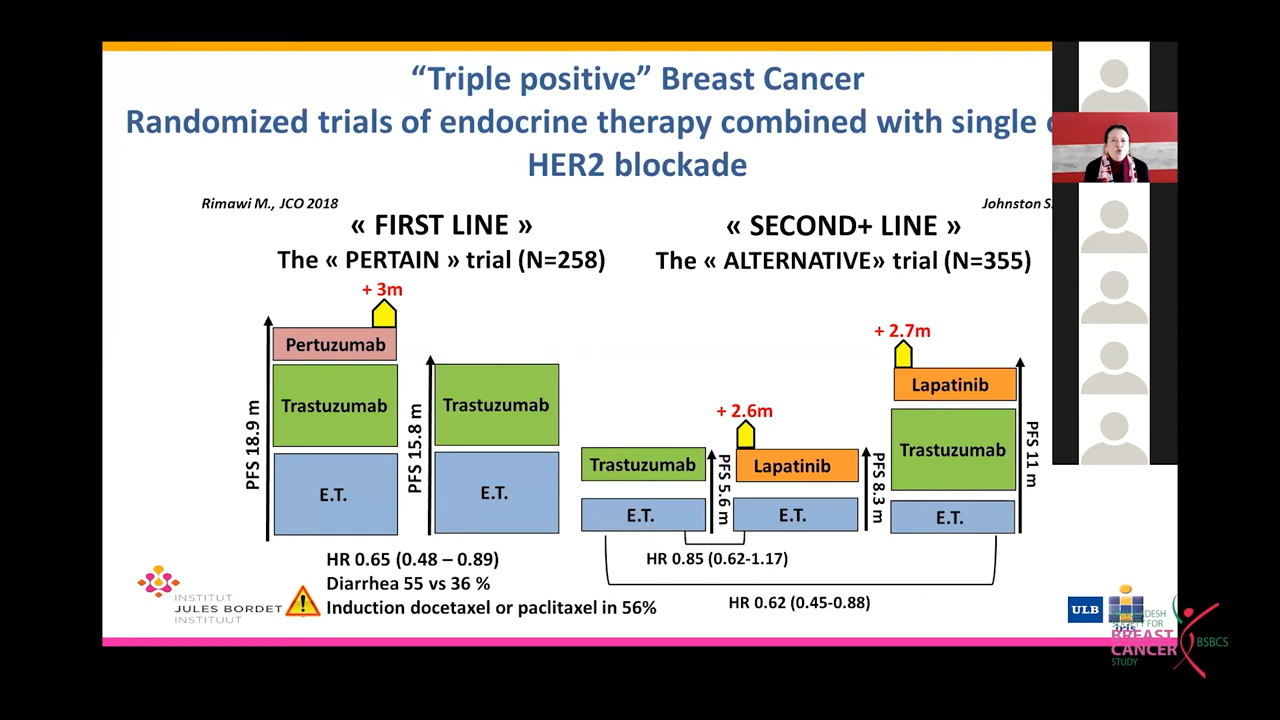 “Triple positive” Breast Cancer
Randomized trials of endocrine therapy combined with single
HER2 blockade
Rimawi M., JCO 2018
Johnston S.
« FIRST LINE »
« SECOND+ LINE »
The « PERTAIN » trial (N=258)
The « ALTERNATIVE» trial (N=355)
+ 3m
Pertuzumab
Trastuzumab
E.T.
PFS 18.9 m
Trastuzumab
E.T.
PFS 15.8 m
Trastuzumab
E.T.
PFS 5.6 m
+ 2.6m
Lapatinib
E.T.
PFS 8.3 m
+ 2.7m
Lapatinib
Trastuzumab
E.T.
PFS 11 m
HR 0.65 (0.48 – 0.89)
Diarrhea 55 vs 36 %
Induction docetaxel or paclitaxel in 56%
HR 0.85 (0.62-1.17)
HR 0.62 (0.45-0.88)
INSTITUT
JULES BORDET
INSTITUUT
ULB
SOCIETY FOR
BREAST
CANCER
STUDY
BSBCS